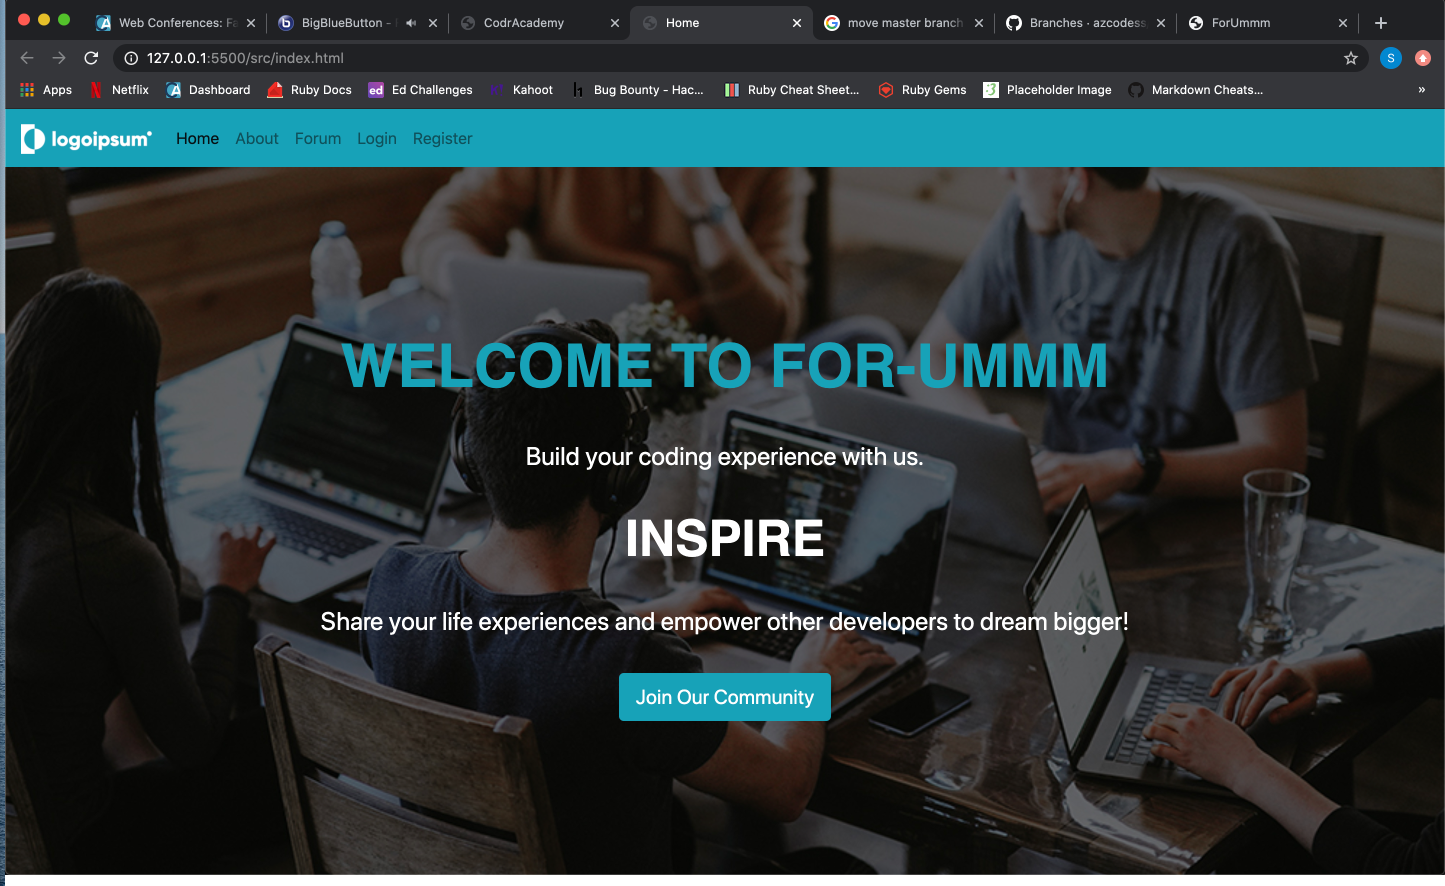 Web Conferences: Fa
BigBlueButton -
CodrAcademy
Home
move master branch
Branches · azcodess
ForUmmm
127.0.0.1:5500/src/index.html
S
Apps
Netflix
Dashboard
Ruby Docs
ed
Ed Challenges
Kahoot
Bug Bounty - Hac...
Ruby Cheat Sheet...
Ruby Gems
Placeholder Image
Markdown Cheats...
»
logoipsum
Home
About
Forum
Login
Register
WELCOME TO FOR-UMMM
Build your coding experience with us.
INSPIRE
Share your life experiences and empower other developers to dream bigger!
Join Our Community